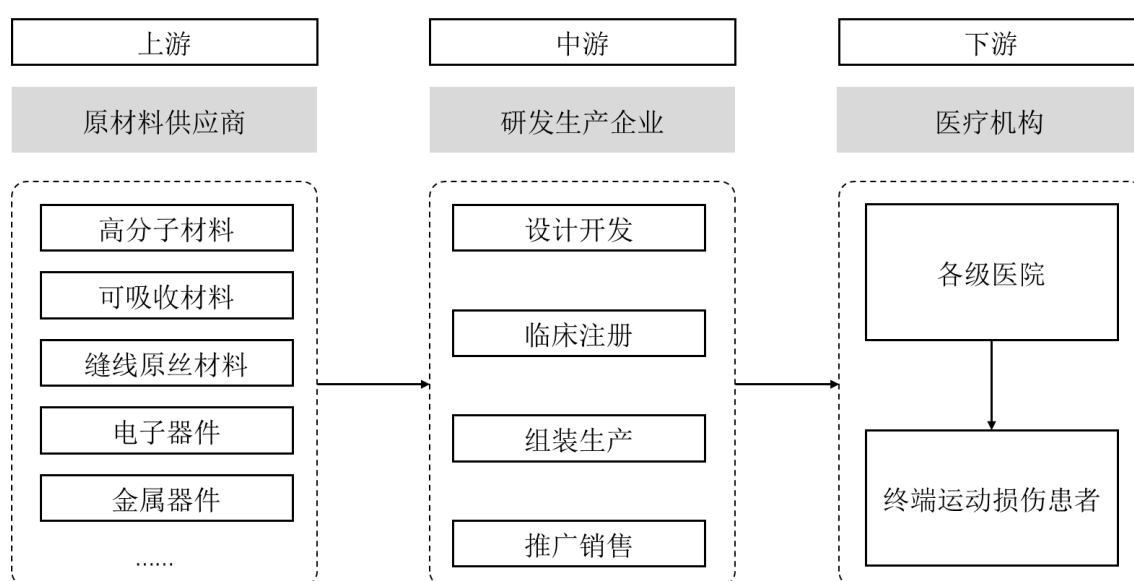 上游
原材料供应商
高分子材料
可吸收材料
缝线原丝材料
电子器件
金属器件
……
中游
研发生产企业
设计开发
临床注册
组装生产
推广销售
下游
医疗机构
各级医院
终端运动损伤患者